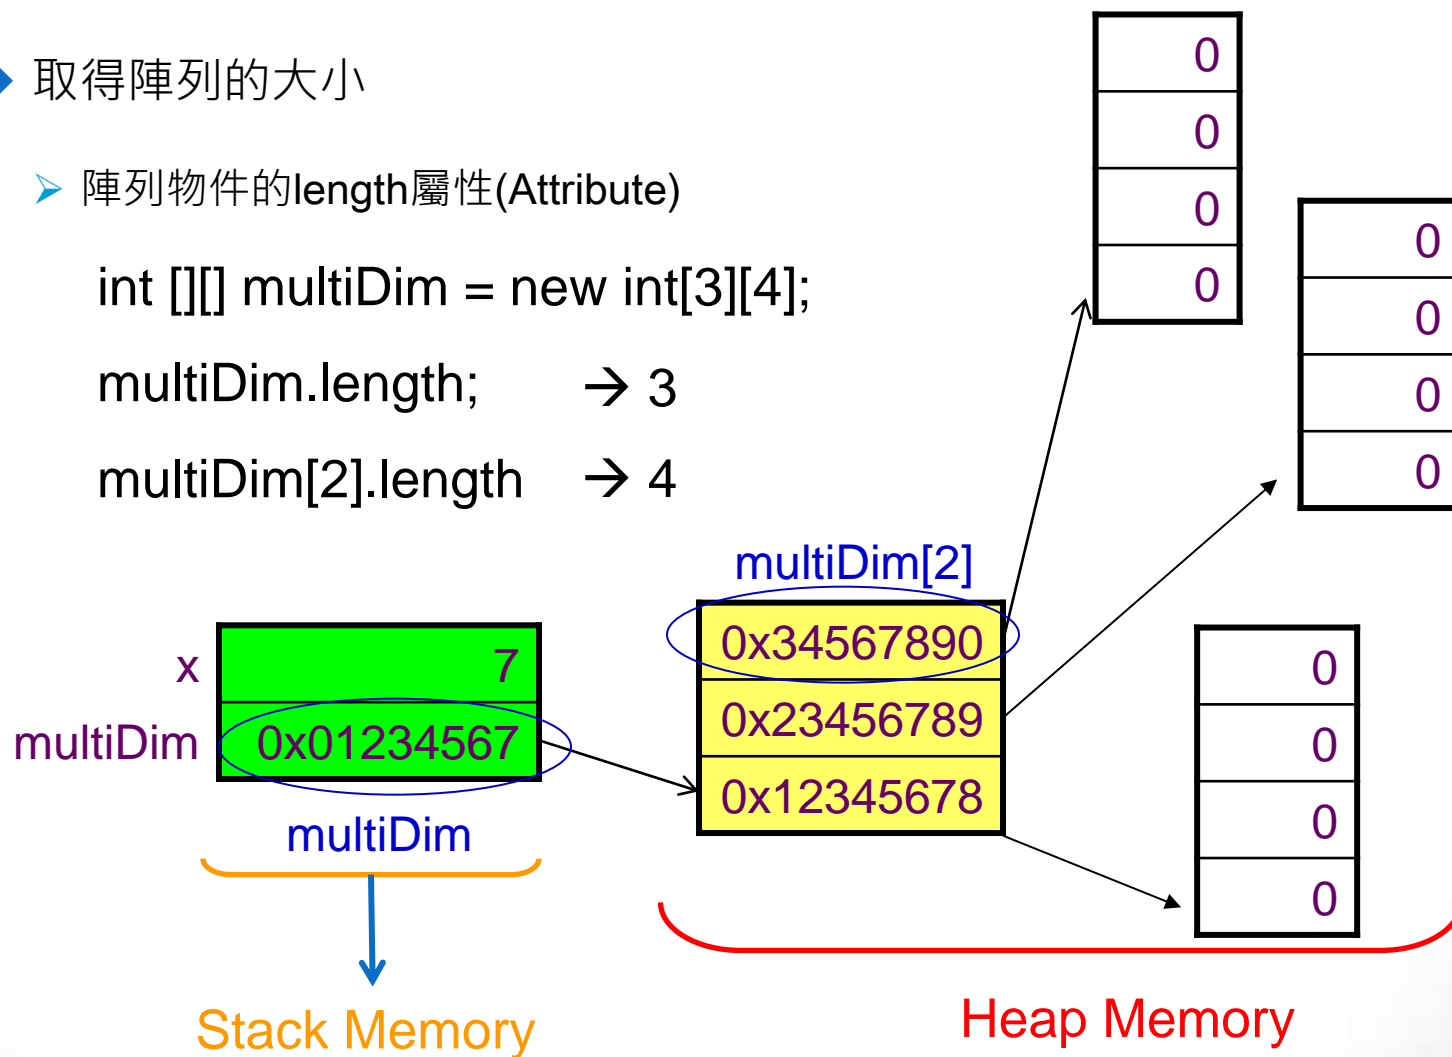 取得陣列的大小
陣列物件的length屬性(Attribute)
int [][] multiDim = new int[3][4];
multiDim.length; → 3
multiDim[2].length → 4
0
0
0
0
0
0
0
0
multiDim[2]
0x34567890
0x23456789
0x12345678
x 7
multiDim 0x01234567
multiDim
0
0
0
0
Stack Memory
Heap Memory